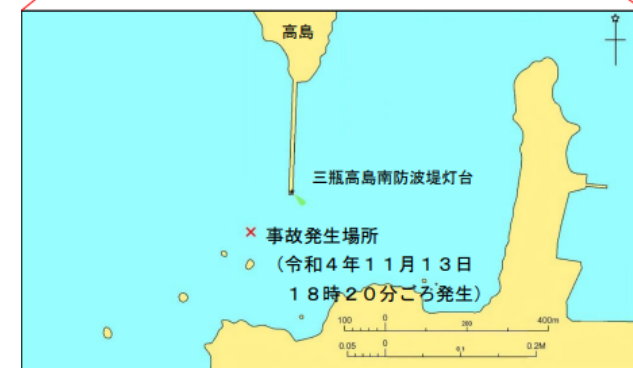 高島
三瓶高島南防波堤灯台
× 事故発生場所
（令和４年１１月１３日
１８時２０分ごろ発生）
100 0 200 400m
0.05 0 0.1 0.2M